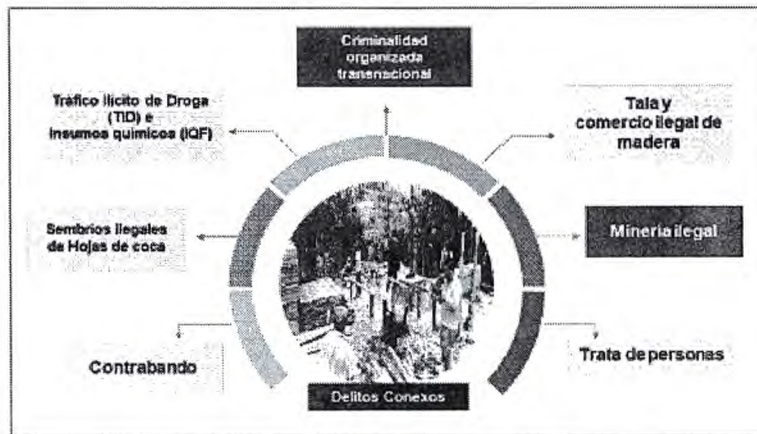 Criminalidad
organizada
transnacional
Tráfico ilícito de Droga
(TID) e
Insumos químicos (IQF)
Tala y
comercio ilegal de
madera
Sembríos ilegales
de Hojas de coca
Minería ilegal
Contrabando
Trata de personas
Delitos Conexos